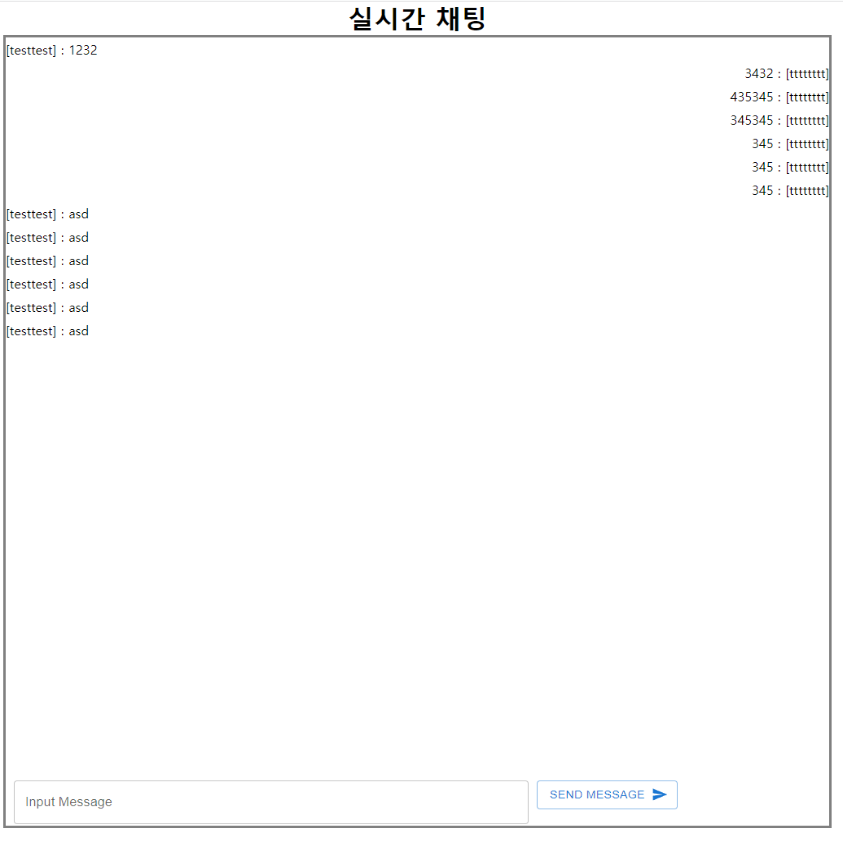 실시간 채팅
[testtest] : 1232
3432 : [tttttttt]
435345 : [tttttttt]
345345 : [tttttttt]
345 : [tttttttt]
345 : [tttttttt]
345 : [tttttttt]
[testtest] : asd
[testtest] : asd
[testtest] : asd
[testtest] : asd
[testtest] : asd
[testtest] : asd
Input Message
SEND MESSAGE